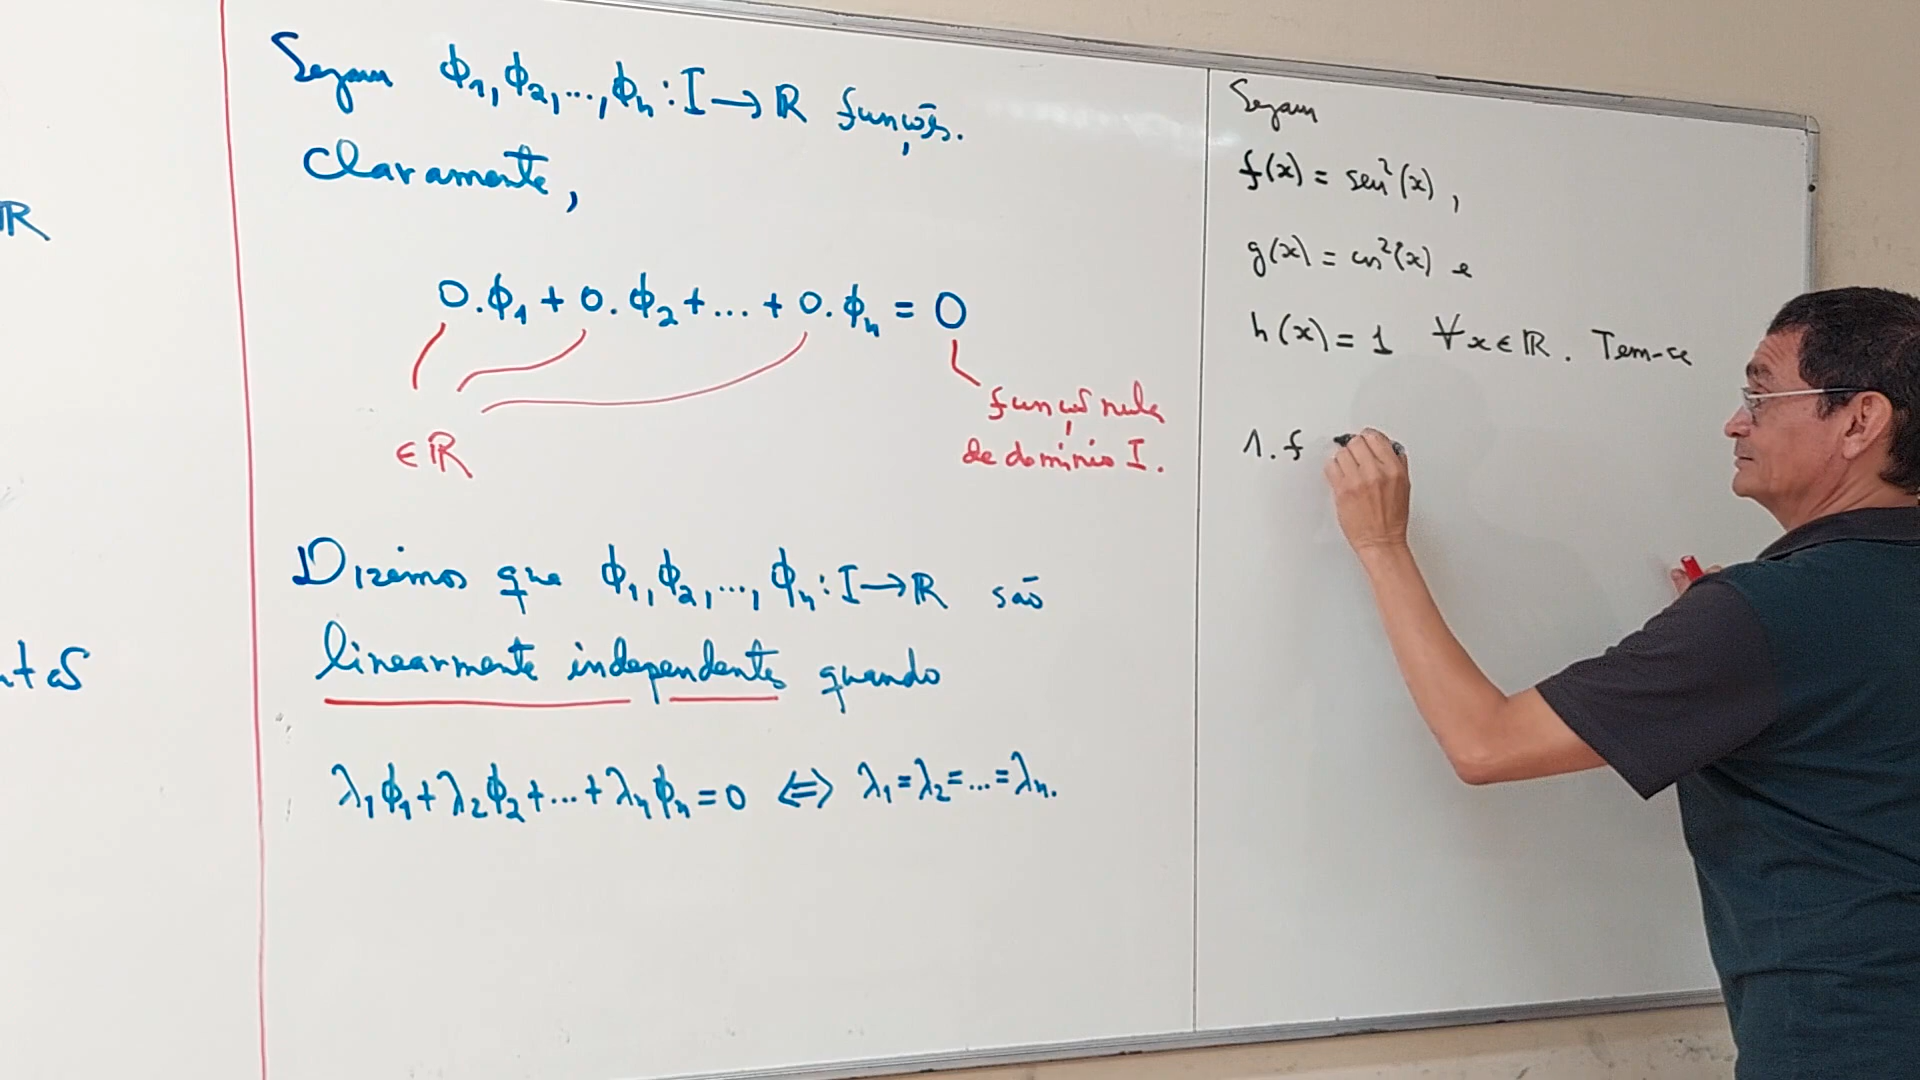 ℝ
ntas
Sejam ϕ₁, ϕ₂, ..., ϕₙ : I → ℝ funções.
Claramente,
0.ϕ₁ + 0.ϕ₂ + ... + 0.ϕₙ = 0
∈ ℝ
função nula
de domínio I.
Dizemos que ϕ₁, ϕ₂, ..., ϕₙ : I → ℝ são
linearmente independentes quando
λ₁ϕ₁ + λ₂ϕ₂ + ... + λₙϕₙ = 0 ⇔ λ₁ = λ₂ = ... = λₙ.
Sejam
f(x) = sen²(x),
g(x) = cos²(x) e
h(x) = 1 ∀x ∈ ℝ. Tem-se
1.f